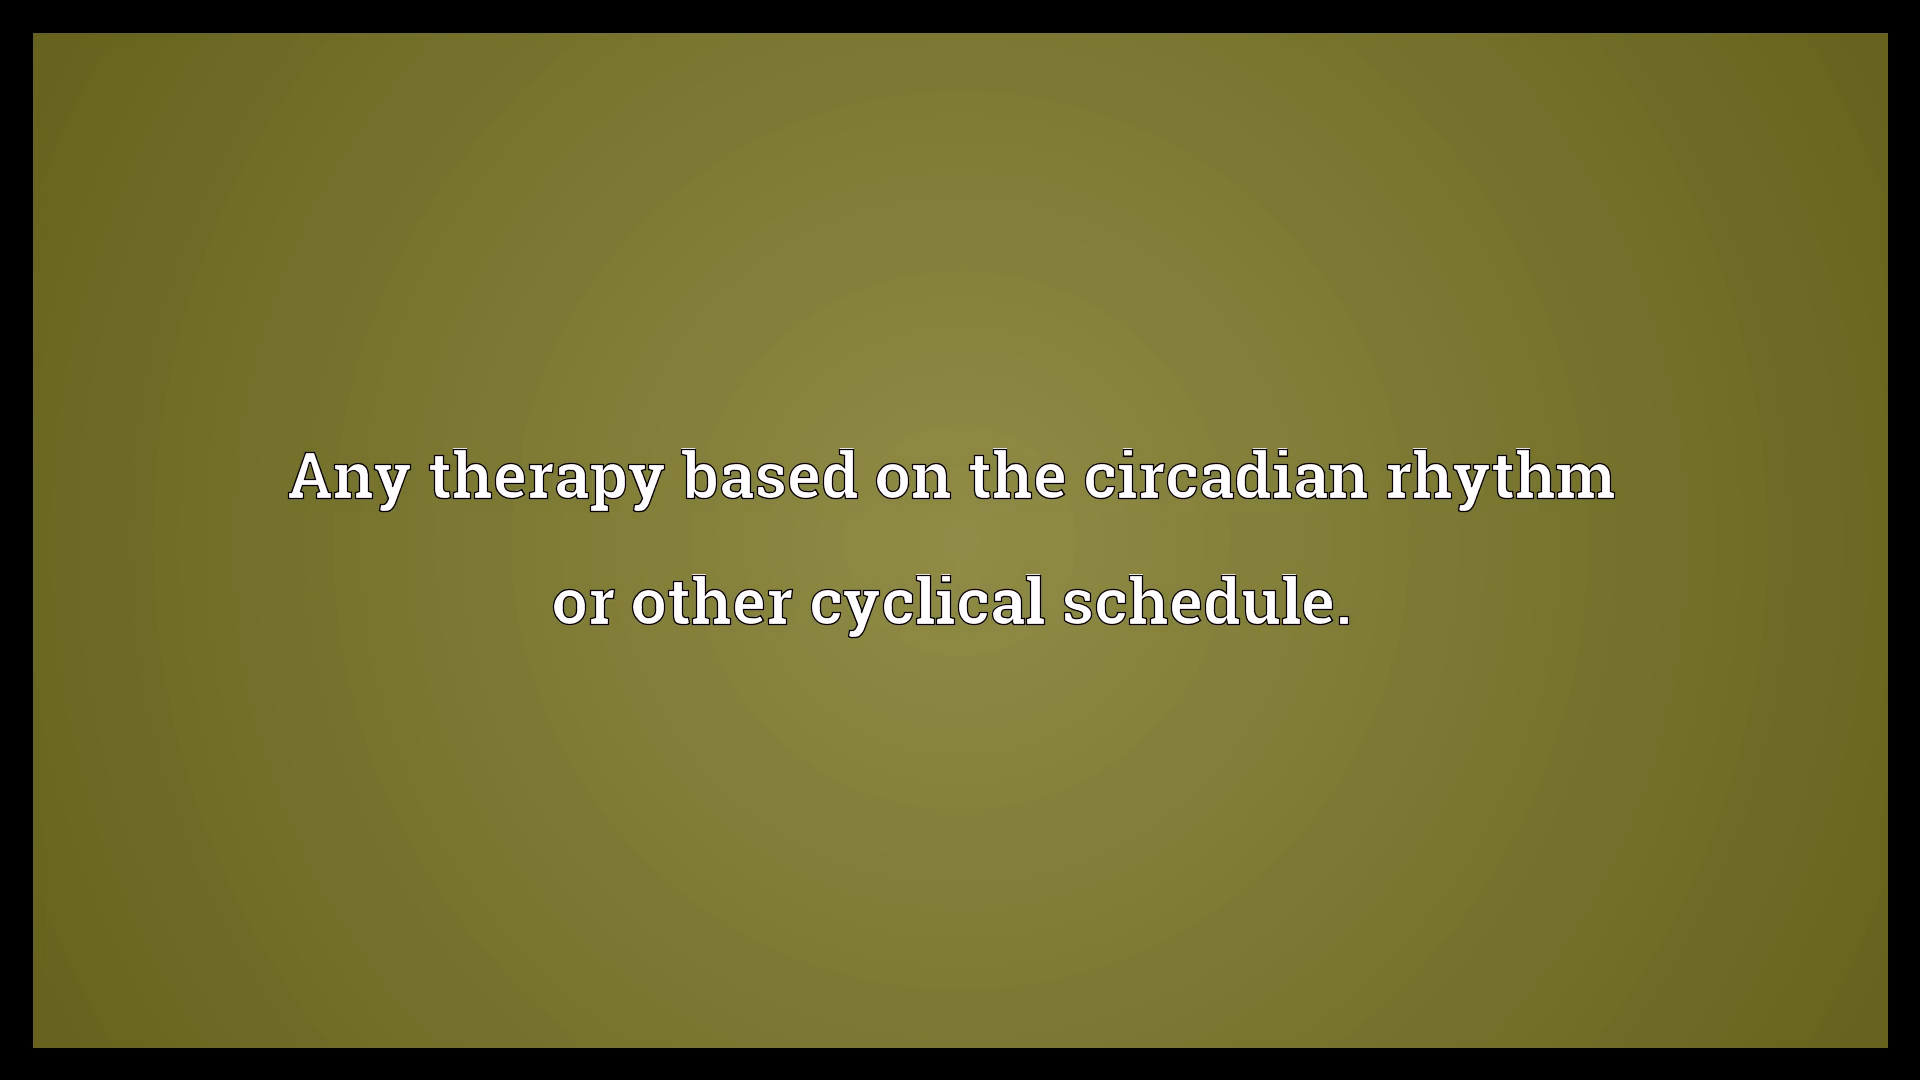 Any therapy based on the circadian rhythm
or other cyclical schedule.